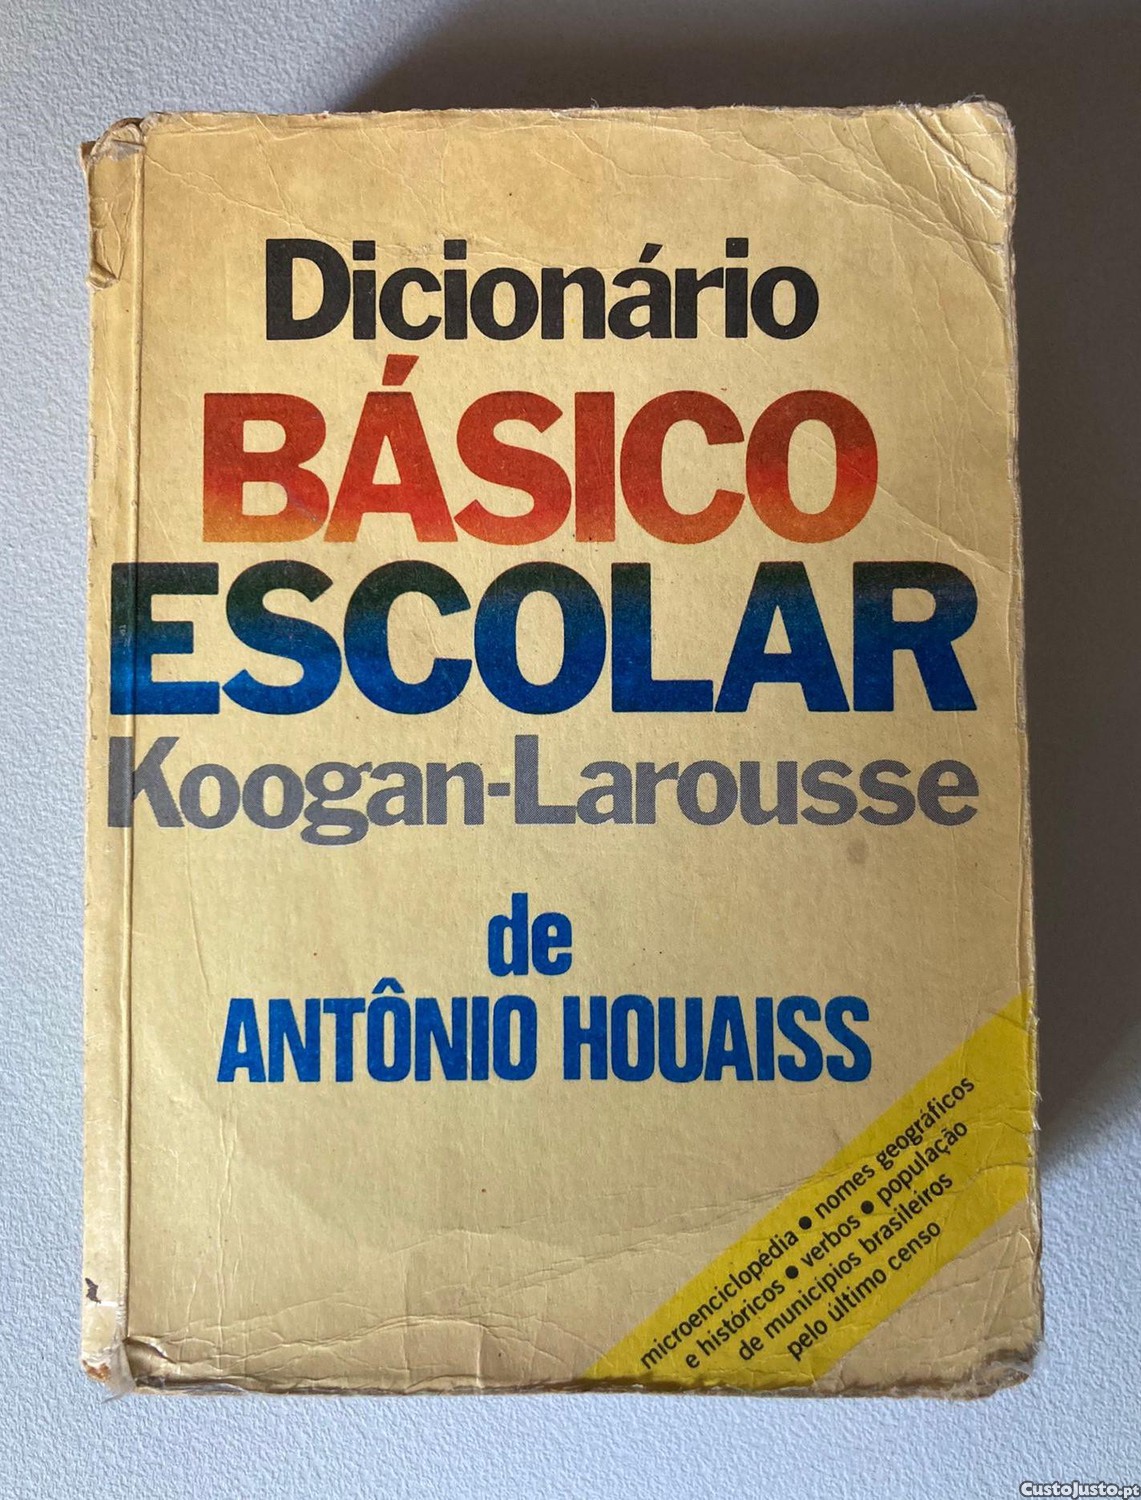 Dicionário
BÁSICO
ESCOLAR
Koogan-Larousse
de
ANTÔNIO HOUAISS
microenciclopédia • nomes geográficos
e históricos • verbos • população
de municípios brasileiros
pelo último censo
CustoJusto.pt